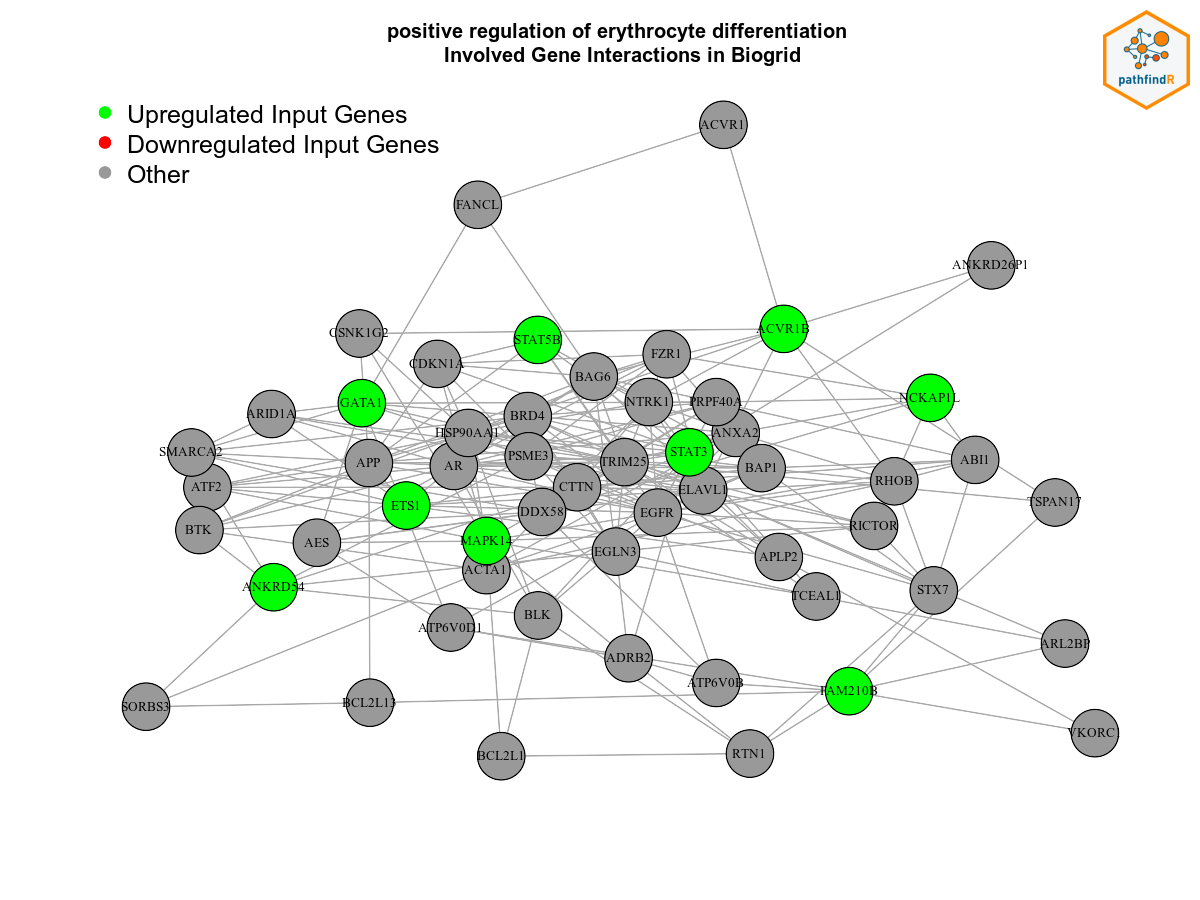 positive regulation of erythrocyte differentiation
Involved Gene Interactions in Biogrid
pathfindR
Upregulated Input Genes
Downregulated Input Genes
Other
ACVR1
FANCL
ANKRD26P1
CSNK1G2
STAT5B
ACVR1B
CDKN1A
FZR1
BAG6
NCKAP1L
GATA1
ARID1A
NTRK1
PRPF40A
BRD4
HSP90AA1
ANXA2
SMARCA2
STAT3
PSME3
APP
AR
TRIM25
BAP1
ABI1
ATF2
CTTN
ELAVL1
RHOB
TSPAN17
ETS1
DDX58
EGFR
BTK
RICTOR
AES
MAPK14
EGLN3
APLP2
ACTA1
ANKRD54
TCEAL1
STX7
BLK
ATP6V0D1
ARL2BP
ADRB2
ATP6V0B
FAM210B
SORBS3
BCL2L13
VKORC1
BCL2L1
RTN1